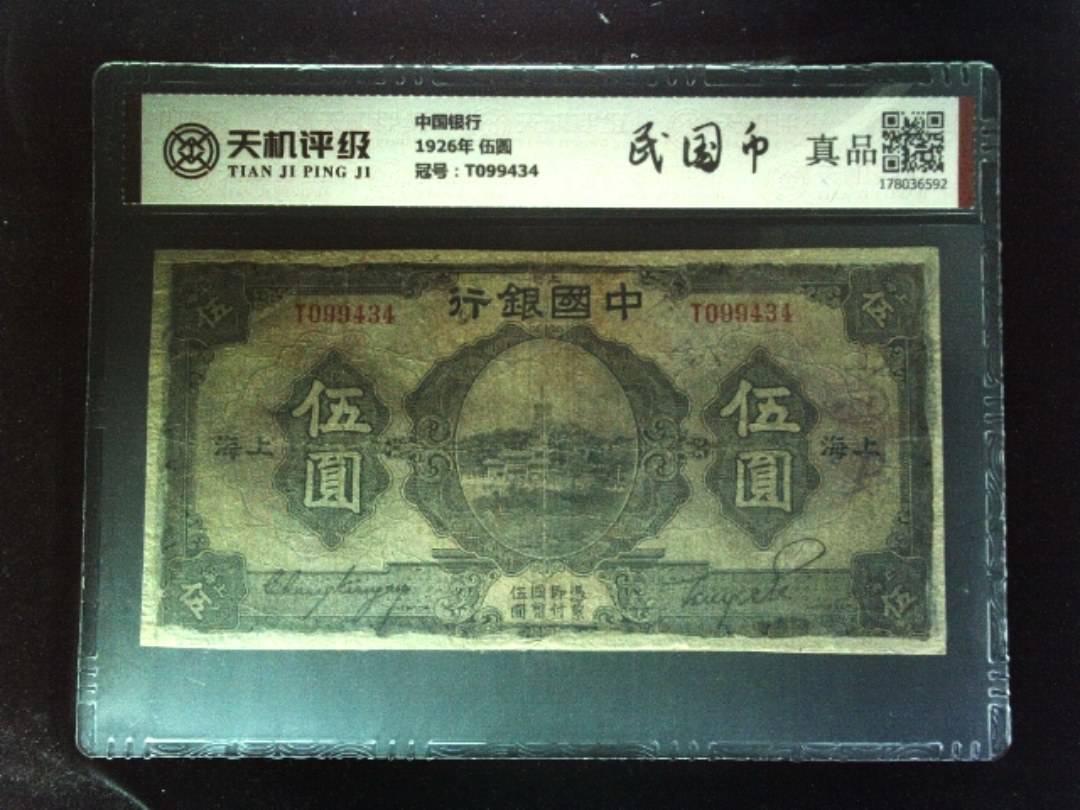 天机评级
TIAN JI PING JI
中国银行
1926年 伍圆
冠号：T099434
民国币
真品
178036592
行銀國中
T099434
T099434
伍
伍
伍圓
伍圓
海上
海上
伍
伍